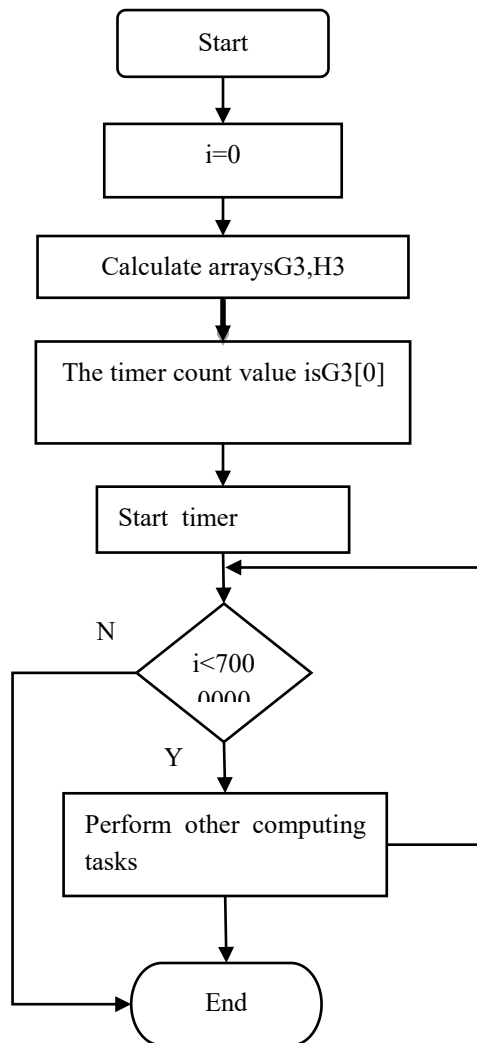 Start
i=0
Calculate arraysG3,H3
The timer count value isG3[0]
Start timer
N
i<700
0000
Y
Perform other computing
tasks
End